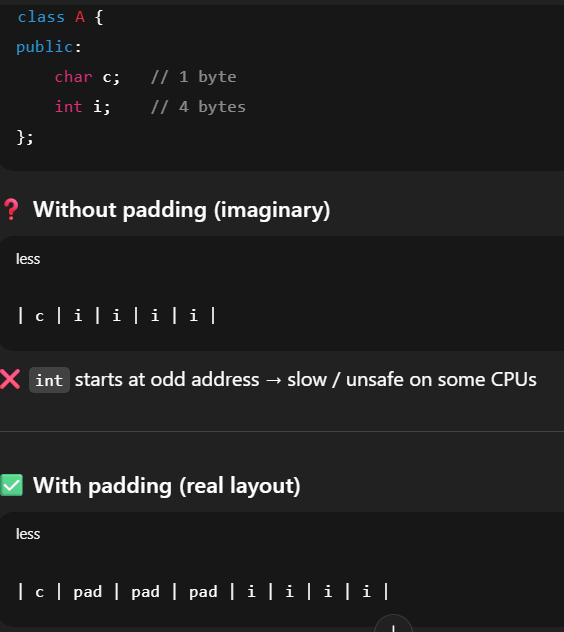 class A {
public:
    char c;   // 1 byte
    int i;    // 4 bytes
};
❓ Without padding (imaginary)
less
| c | i | i | i | i |
❌ int starts at odd address → slow / unsafe on some CPUs
✅ With padding (real layout)
less
| c | pad | pad | pad | i | i | i | i |